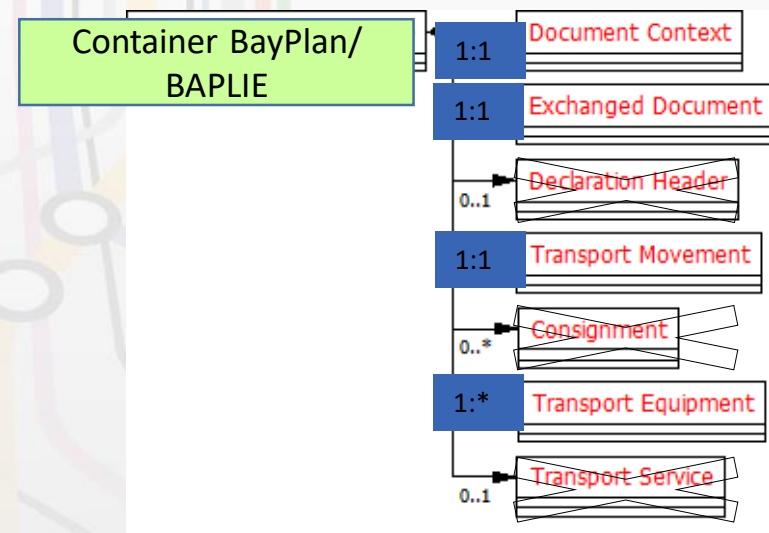 Container BayPlan/
BAPLIE
1:1 Document Context
1:1 Exchanged Document
Declaration Header
0..1
1:1 Transport Movement
Consignment
0..*
1:* Transport Equipment
Transport Service
0..1